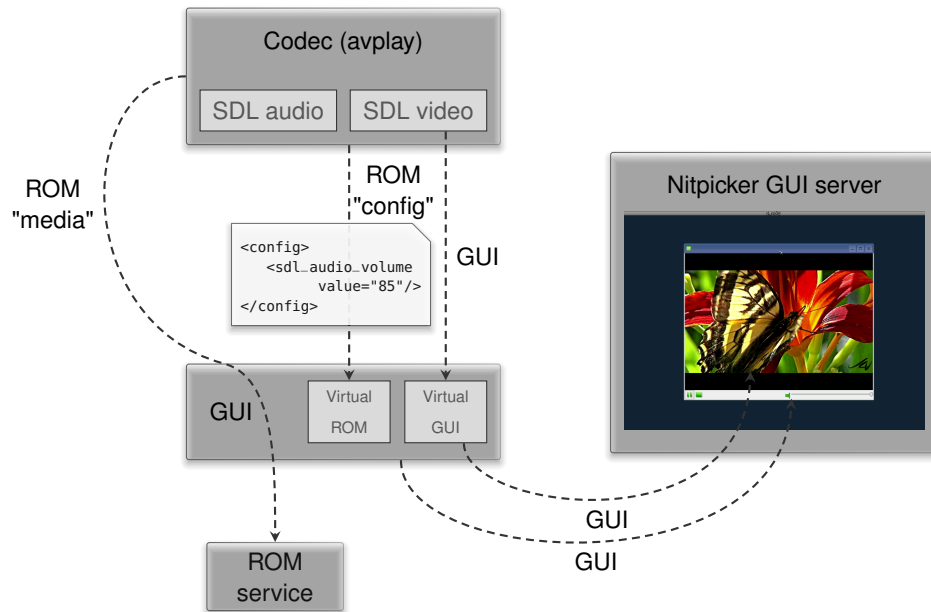 Codec (avplay)
SDL audio
SDL video
ROM
"media"
ROM
"config"
<config>
<sdl_audio_volume
value="85"/>
</config>
GUI
Nitpicker GUI server
GUI
Virtual
ROM
Virtual
GUI
GUI
GUI
ROM
service